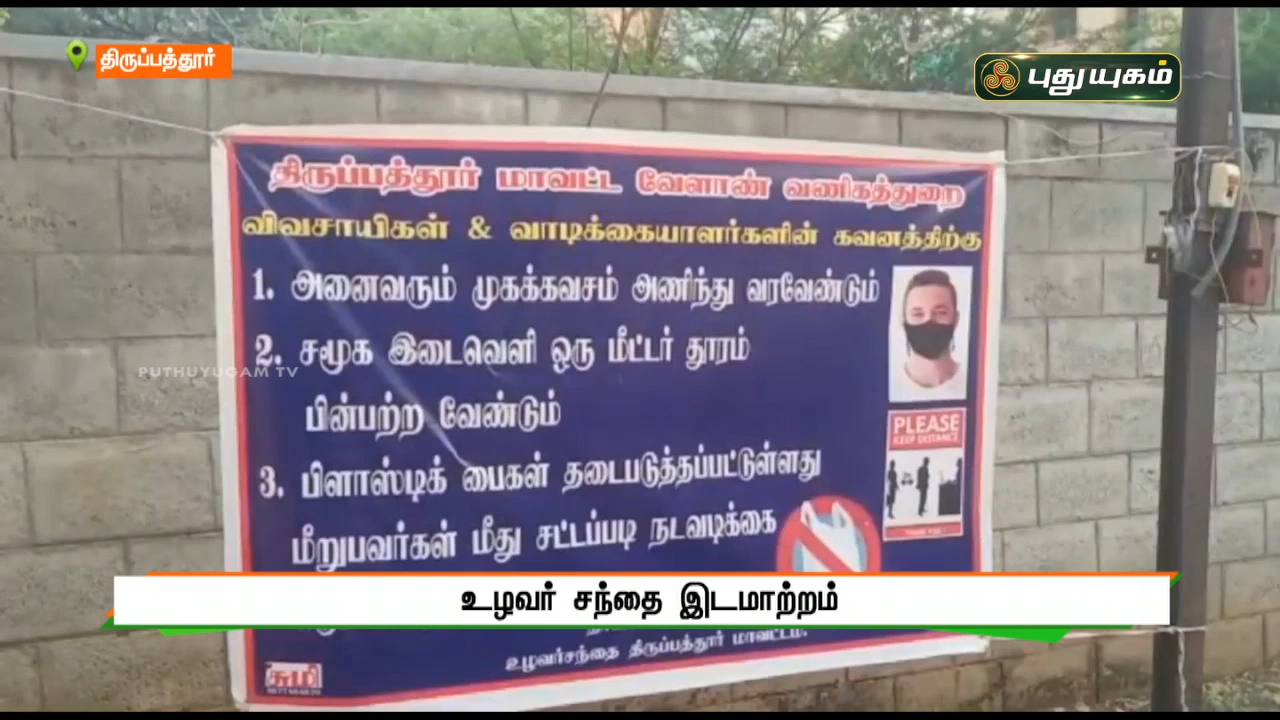 திருப்பத்தூர்
புதுயுகம்
திருப்பத்தூர் மாவட்ட வேளாண் வணிகத்துறை
விவசாயிகள் & வாடிக்கையாளர்களின் கவனத்திற்கு
1. அனைவரும் முகக்கவசம் அணிந்து வரவேண்டும்
2. சமூக இடைவெளி ஒரு மீட்டர் தூரம்
பின்பற்ற வேண்டும்
PUTHUYUGAM TV
PLEASE
KEEP DISTANCE
3. பிளாஸ்டிக் பைகள் தடைபடுத்தப்பட்டுள்ளது
மீறுபவர்கள் மீது சட்டப்படி நடவடிக்கை
உழவர் சந்தை இடமாற்றம்
உழவர்சந்தை திருப்பத்தூர் மாவட்டம்.
சுமி